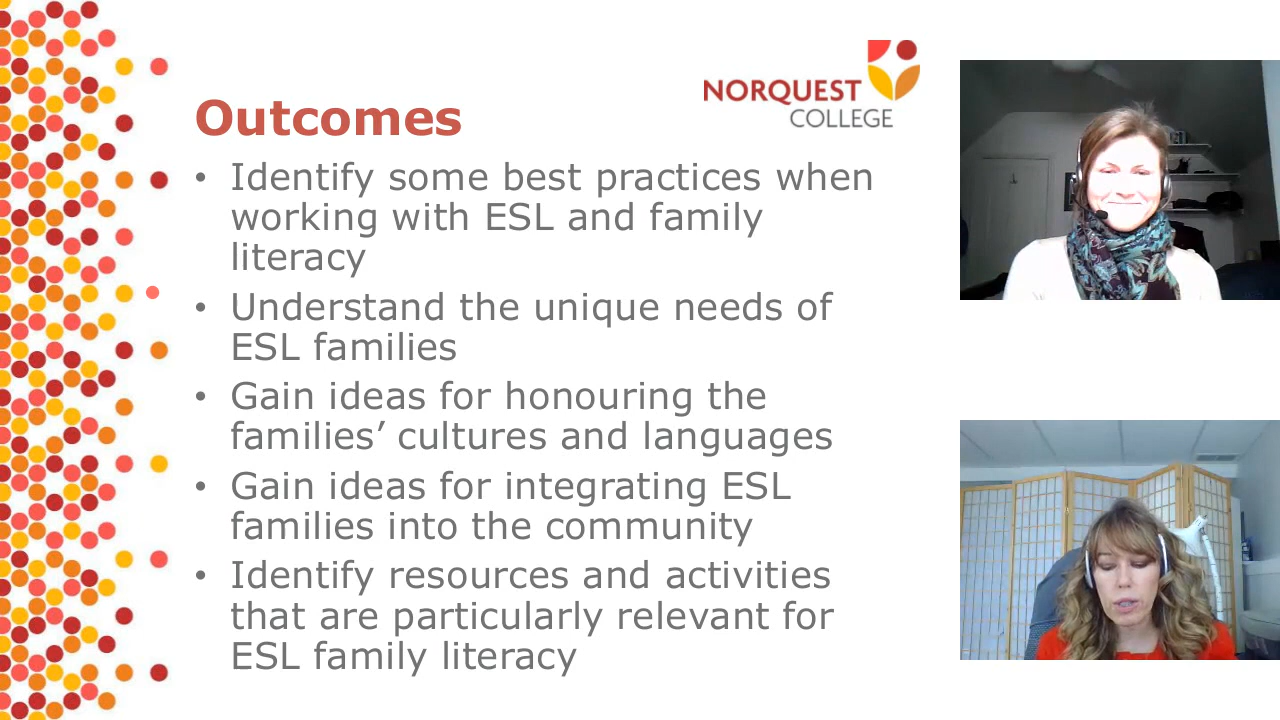 NORQUEST
COLLEGE
Outcomes
• Identify some best practices when
working with ESL and family
literacy
• Understand the unique needs of
ESL families
• Gain ideas for honouring the
families’ cultures and languages
• Gain ideas for integrating ESL
families into the community
• Identify resources and activities
that are particularly relevant for
ESL family literacy